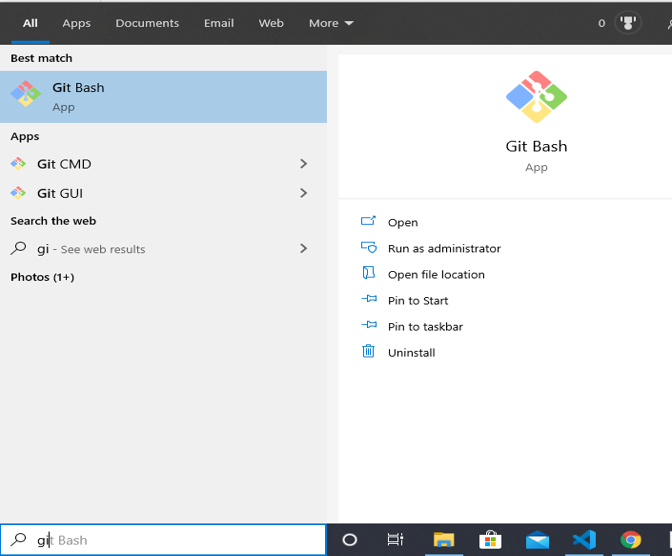 All Apps Documents Email Web More 0
Best match
Git Bash
App
Apps
Git CMD
Git GUI
Search the web
gi - See web results
Photos (1+)
Git Bash
App
Open
Run as administrator
Open file location
Pin to Start
Pin to taskbar
Uninstall
git Bash